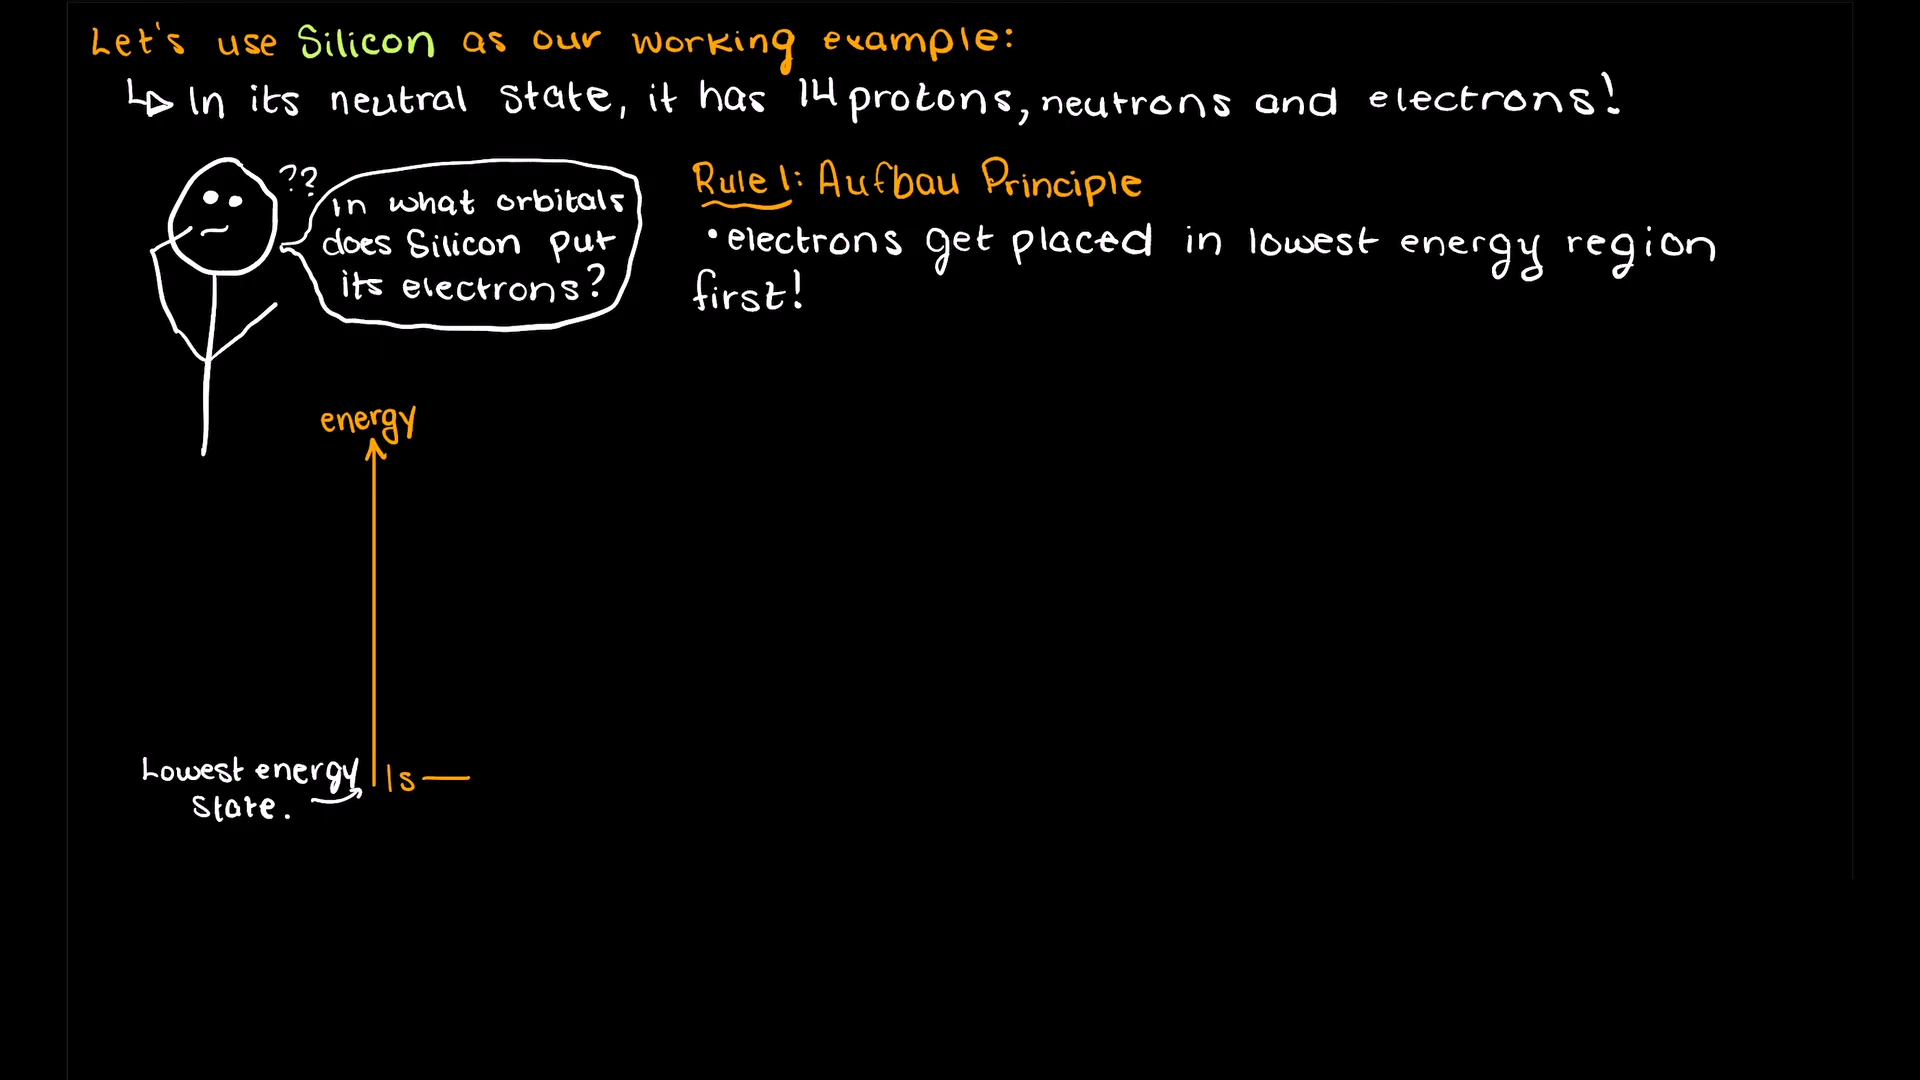 Let's use Silicon as our working example:
In its neutral state, it has 14 protons, neutrons and electrons!
??
In what orbitals
does Silicon put
its electrons?
Rule 1: Aufbau Principle
• electrons get placed in lowest energy region
first!
energy
Lowest energy
state.
1s